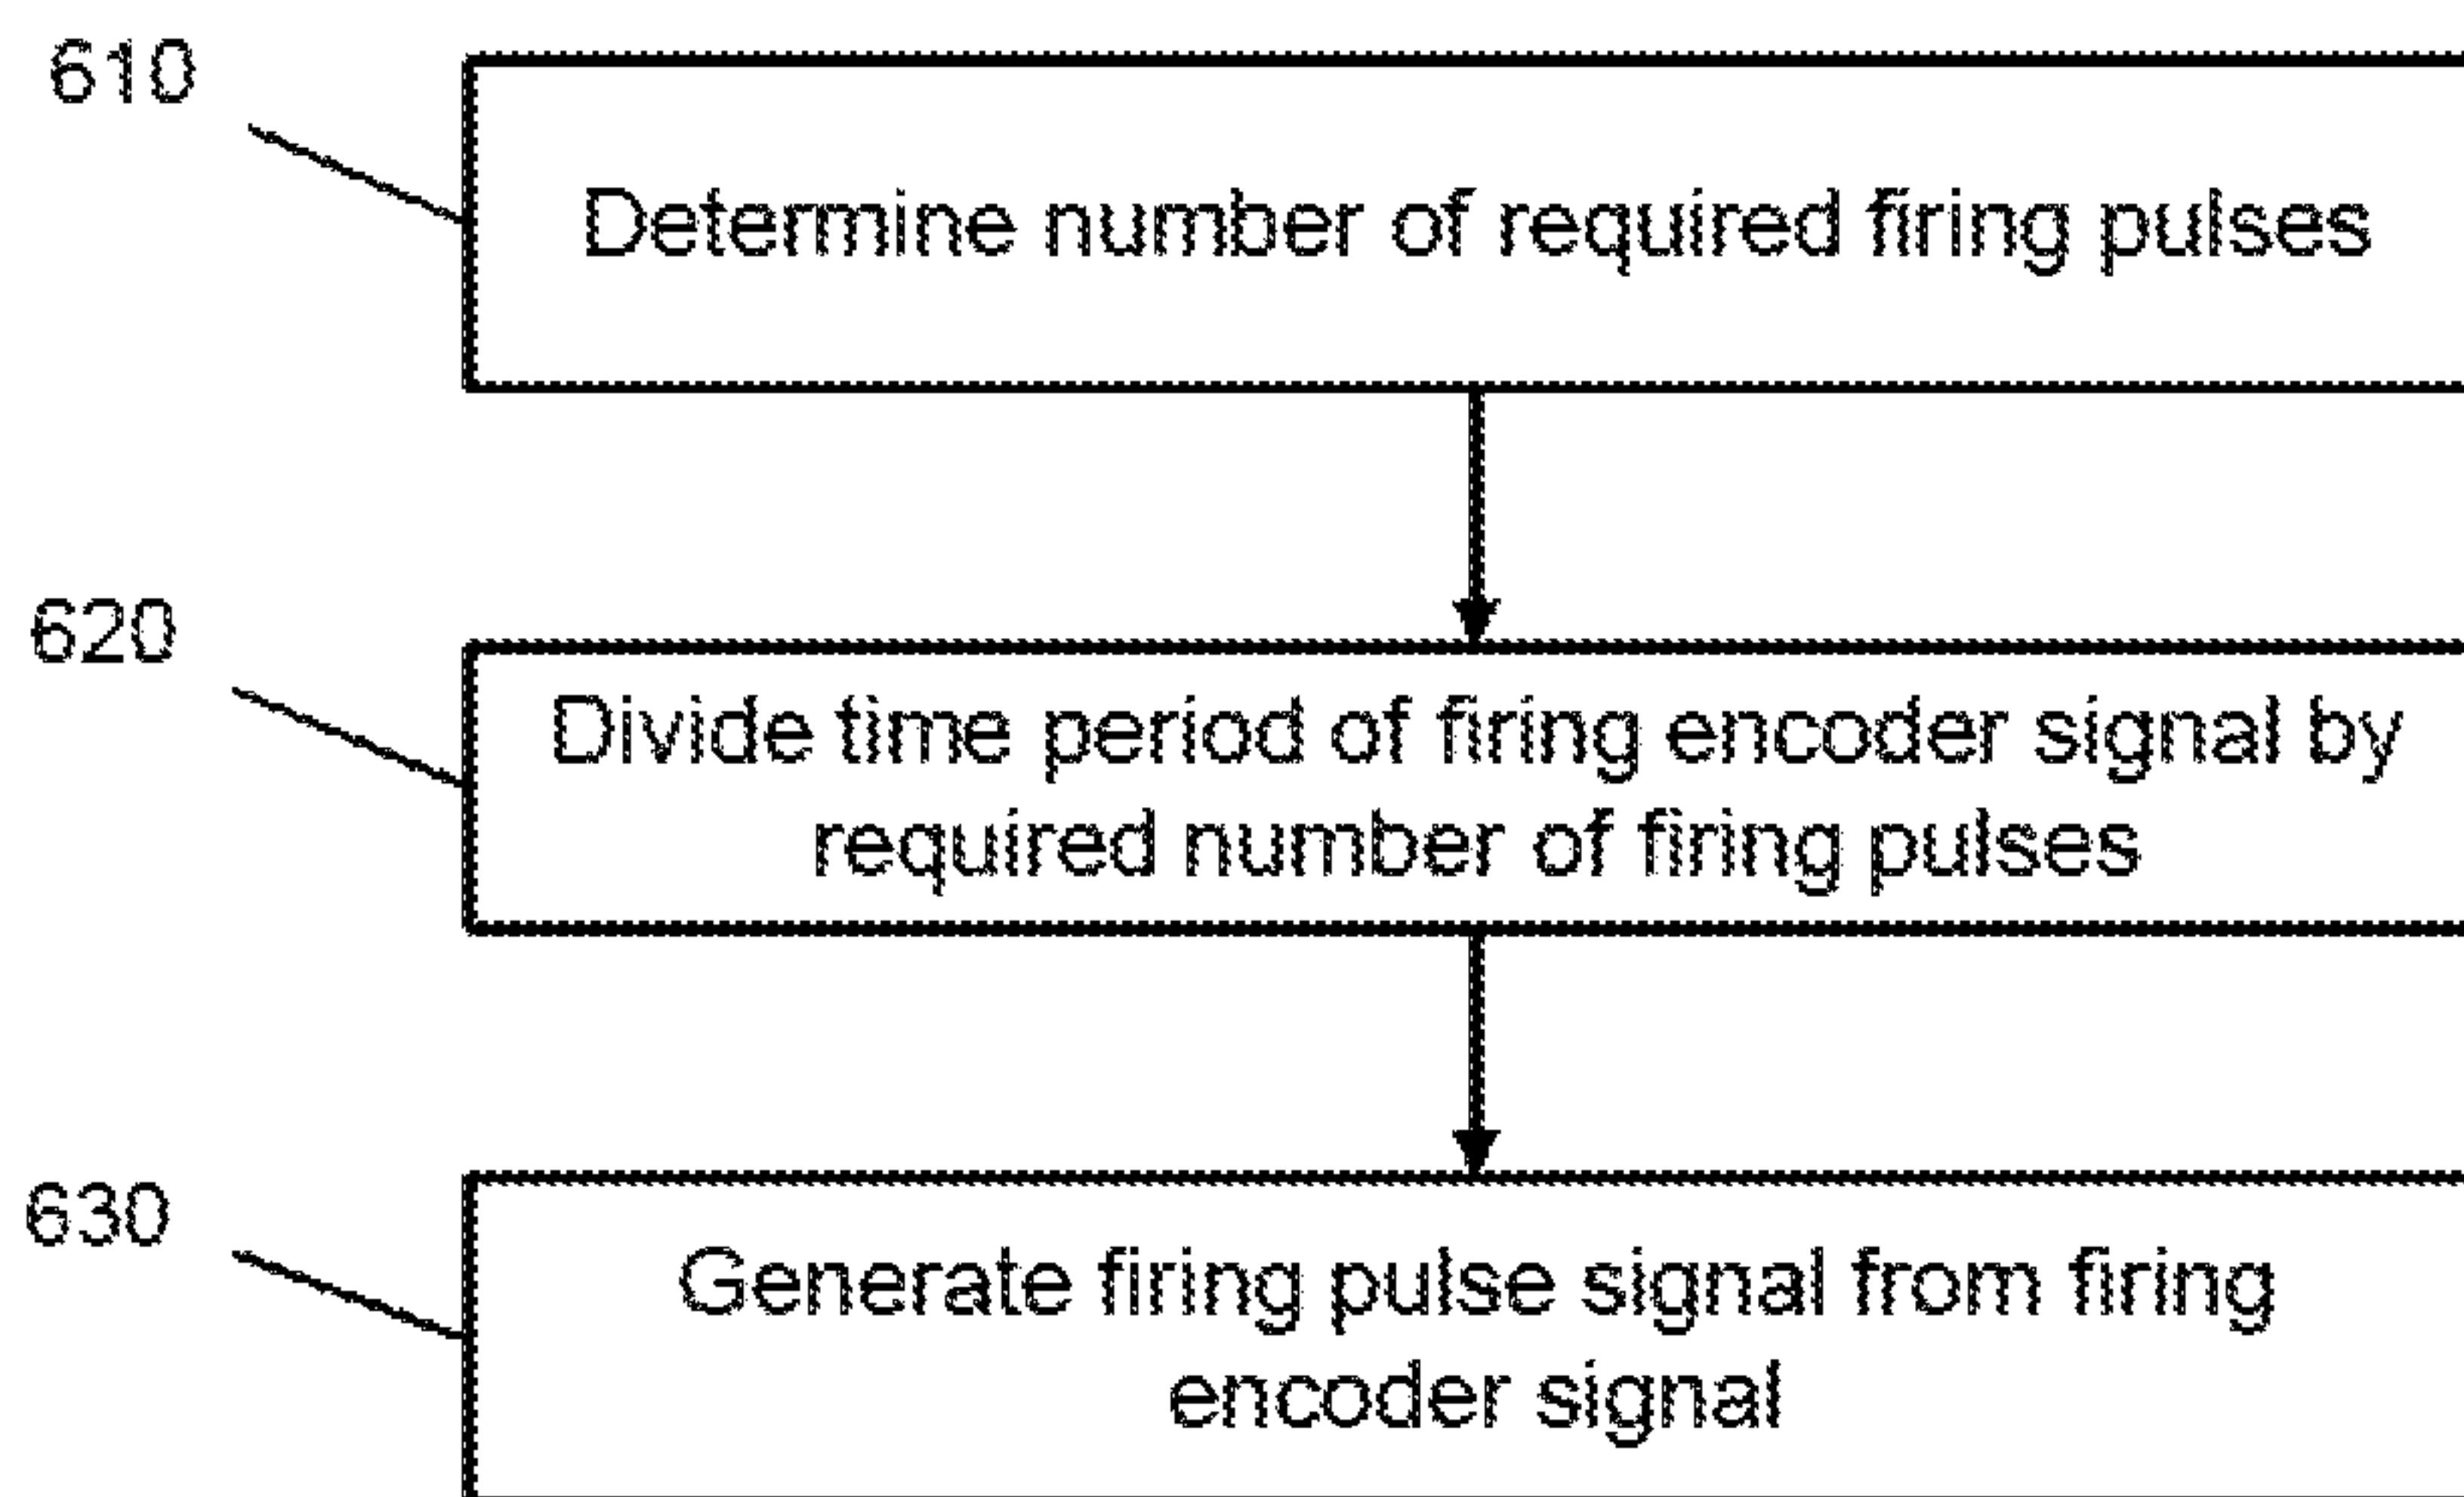 610
Determine number of required firing pulses
620
Divide time period of firing encoder signal by
required number of firing pulses
630
Generate firing pulse signal from firing
encoder signal